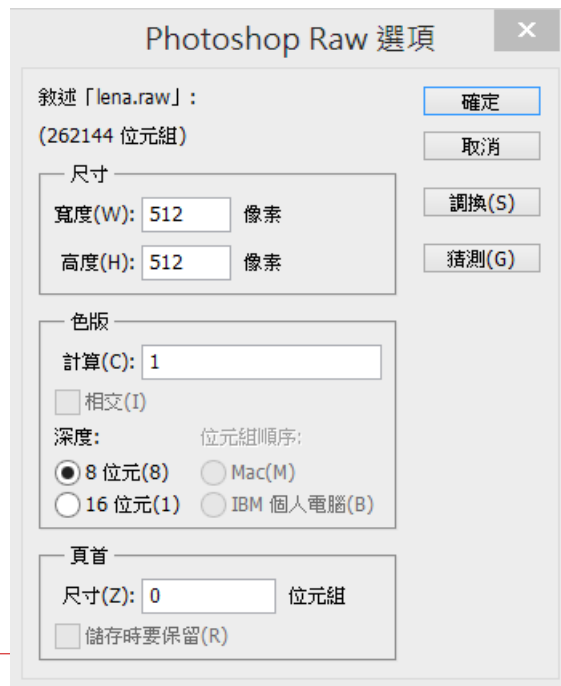 Photoshop Raw 選項
敘述「lena.raw」:
(262144 位元組)
確定
取消
調換(S)
猜測(G)
尺寸
寬度(W): 512 像素
高度(H): 512 像素
色版
計算(C): 1
相交(I)
深度: 位元組順序:
8 位元(8) Mac(M)
16 位元(1) IBM 個人電腦(B)
頁首
尺寸(Z): 0 位元組
儲存時要保留(R)